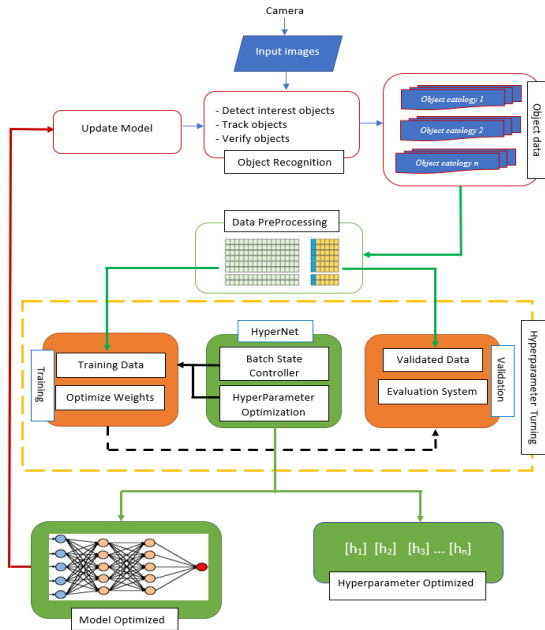 Camera
Input images
Update Model
- Detect interest objects
- Track objects
- Verify objects
Object Recognition
Object catology 1
Object catology 2
Object catology n
Object data
Data PreProcessing
HyperNet
Training Data
Optimize Weights
Training
Batch State
Controller
HyperParameter
Optimization
Validated Data
Evaluation System
Validation
Hyperparameter Turning
Model Optimized
[h₁] [h₂] [h₃] ... [hₙ]
Hyperparameter Optimized